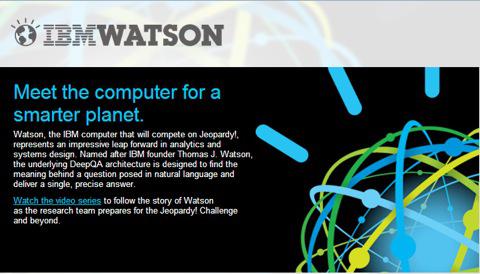 IBM WATSON
Meet the computer for a
smarter planet.
Watson, the IBM computer that will compete on Jeopardy!,
represents an impressive leap forward in analytics and
systems design. Named after IBM founder Thomas J. Watson,
the underlying DeepQA architecture is designed to find the
meaning behind a question posed in natural language and
deliver a single, precise answer.
Watch the video series to follow the story of Watson
as the research team prepares for the Jeopardy! Challenge
and beyond.